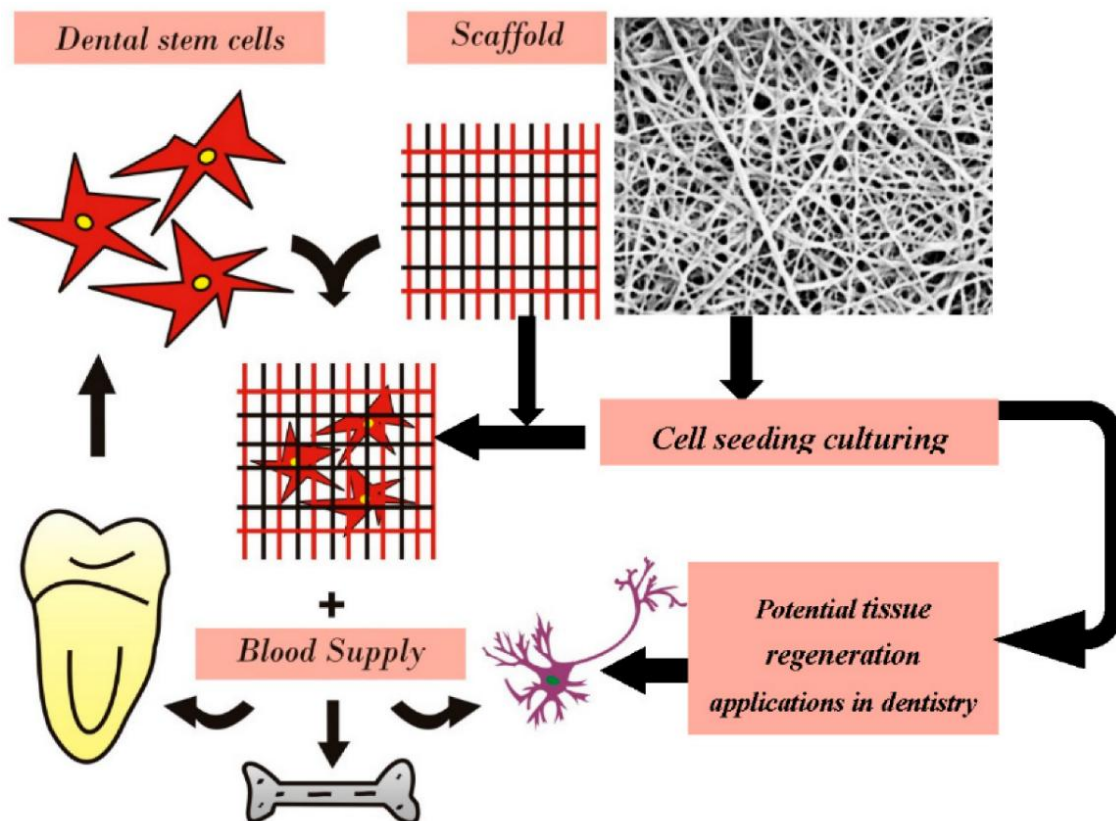 Dental stem cells
Scaffold
Cell seeding culturing
+
Blood Supply
Potential tissue
regeneration
applications in dentistry